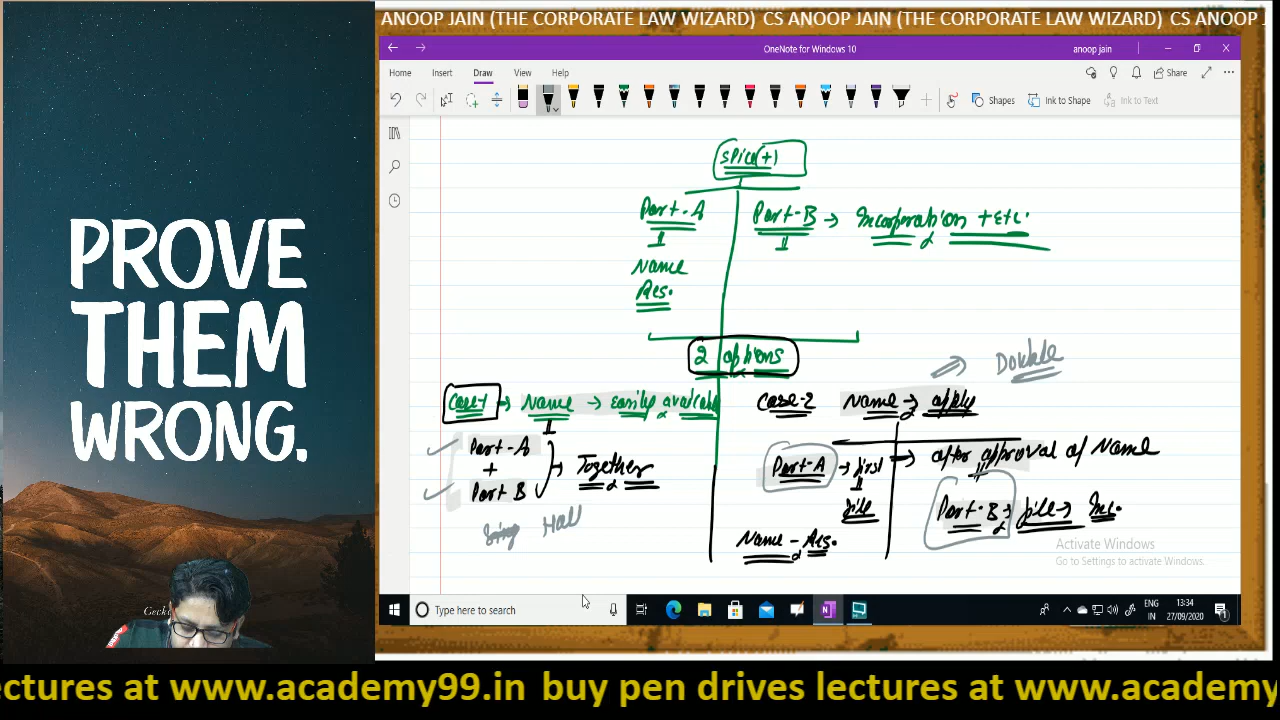 ANOOP JAIN (THE CORPORATE LAW WIZARD) CS ANOOP JAIN (THE CORPORATE LAW WIZARD) CS ANOOP J
OneNote for Windows 10
anoop jain
Home Insert Draw View Help
Share
Shapes
Ink to Shape
Ink to Text
SPice(+)
Part-A
Part-B → Incorporation + Etc.
Name
Res.
2 options
Double
Case-1 → Name → easily available
Case-2 Name → apply
Part-A
+
Part B
Together
Part-A → first
file
→ after approval of Name
Part-B → file → Inc.
Name - Res.
Activate Windows
Go to Settings to activate Windows.
PROVE
THEM
WRONG.
Type here to search
ENG
IN
13:34
27/09/2020
ectures at www.academy99.in buy pen drives lectures at www.academy